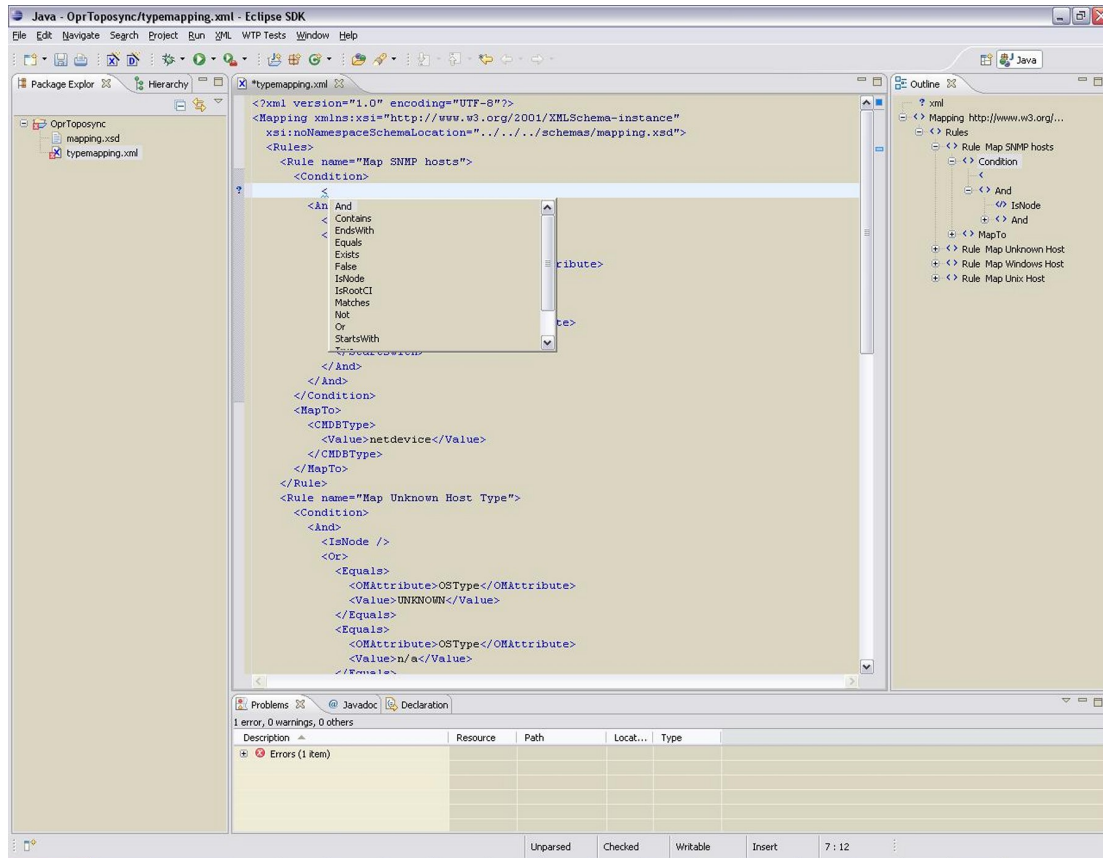 Java - OprToposync/typemapping.xml - Eclipse SDK
File Edit Navigate Search Project Run XML WTP Tests Window Help
Java
Package Explor Hierarchy
OprToposync
mapping.xsd
typemapping.xml
*typemapping.xml
<?xml version="1.0" encoding="UTF-8"?>
<Mapping xmlns:xsi="http://www.w3.org/2001/XMLSchema-instance"
xsi:noNamespaceSchemaLocation="../../../schemas/mapping.xsd">
<Rules>
<Rule name="Map SNMP hosts">
<Condition>
<
<An
<
<
And
Contains
EndsWith
Equals
Exists
False
IsNode
IsRootCI
Matches
Not
Or
StartsWith
True
ribute>
te>
</StartsWith>
</And>
</And>
</Condition>
<MapTo>
<CMDBType>
<Value>netdevice</Value>
</CMDBType>
</MapTo>
</Rule>
<Rule name="Map Unknown Host Type">
<Condition>
<And>
<IsNode />
<Or>
<Equals>
<OMAttribute>OSType</OMAttribute>
<Value>UNKNOWN</Value>
</Equals>
<Equals>
<OMAttribute>OSType</OMAttribute>
<Value>n/a</Value>
</Equals>
Outline
? xml
Mapping http://www.w3.org/...
Rules
Rule Map SNMP hosts
Condition
<
And
IsNode
And
MapTo
Rule Map Unknown Host
Rule Map Windows Host
Rule Map Unix Host
Problems @ Javadoc Declaration
1 error, 0 warnings, 0 others
Description Resource Path Locat... Type
Errors (1 item)
Unparsed Checked Writable Insert 7 : 12